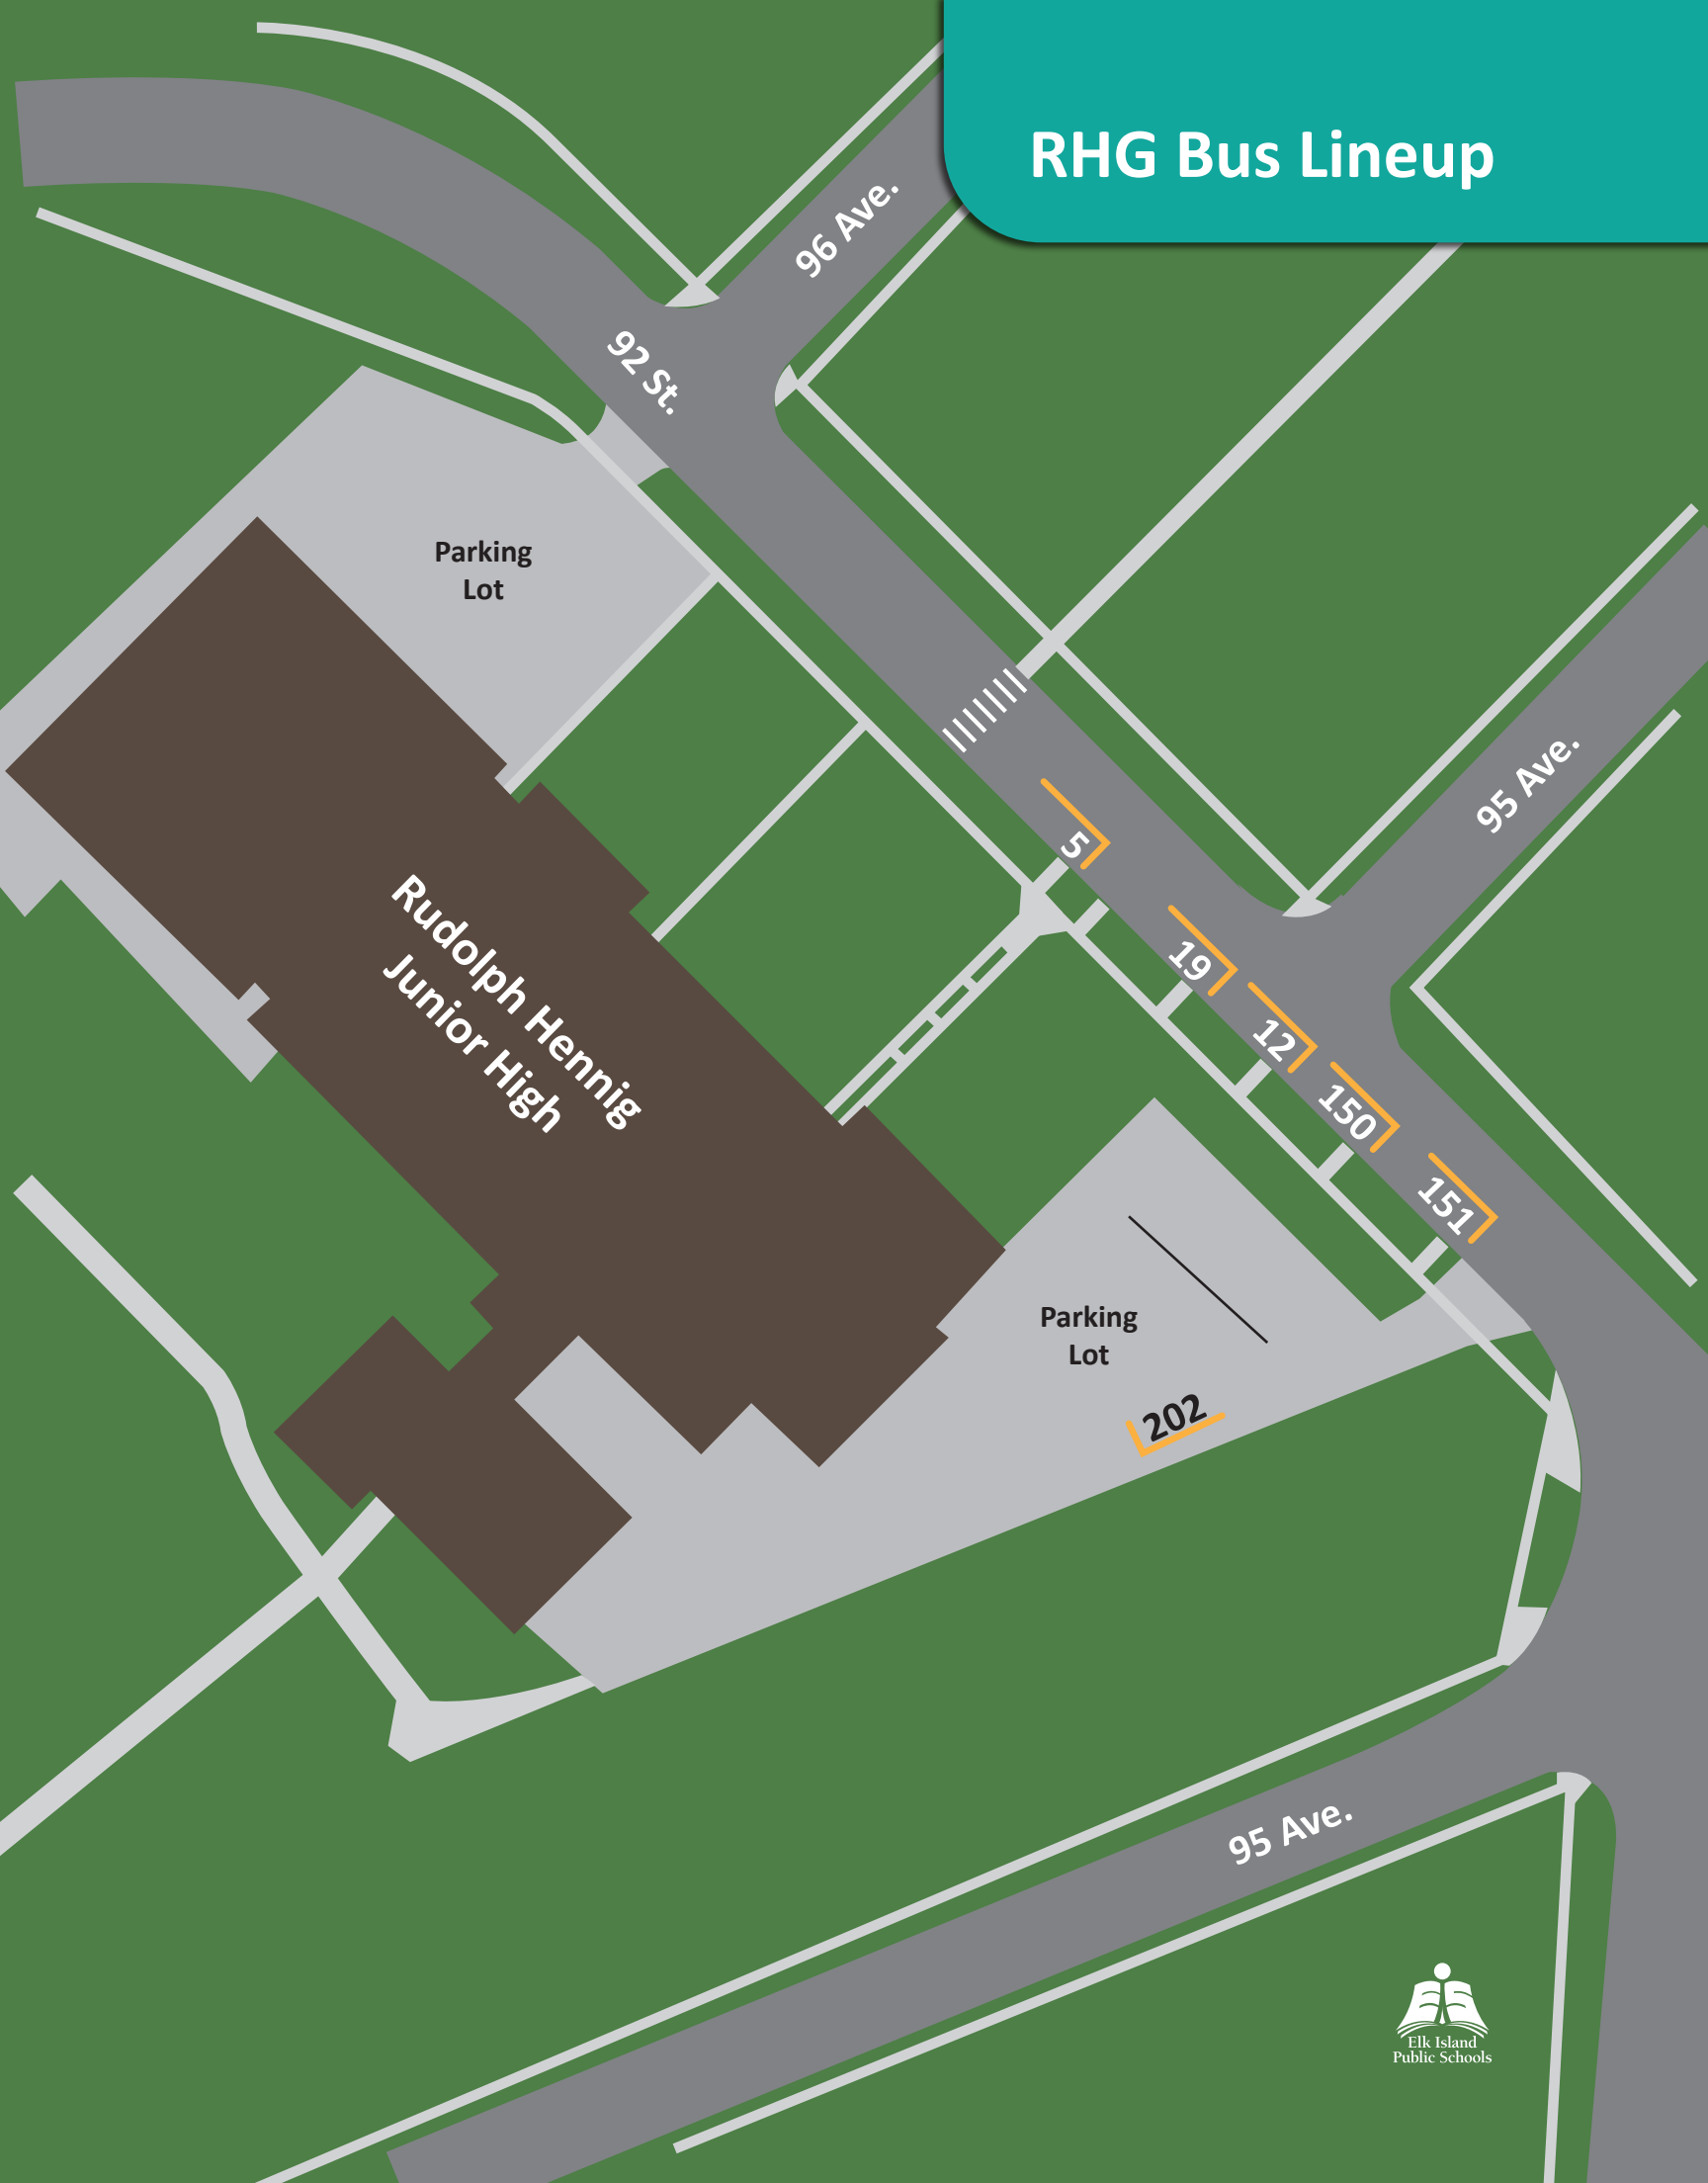 RHG Bus Lineup
96 Ave.
92 St.
Parking
Lot
95 Ave.
5
19
12
150
151
Rudolph Hennig
Junior High
Parking
Lot
202
95 Ave.
Elk Island
Public Schools